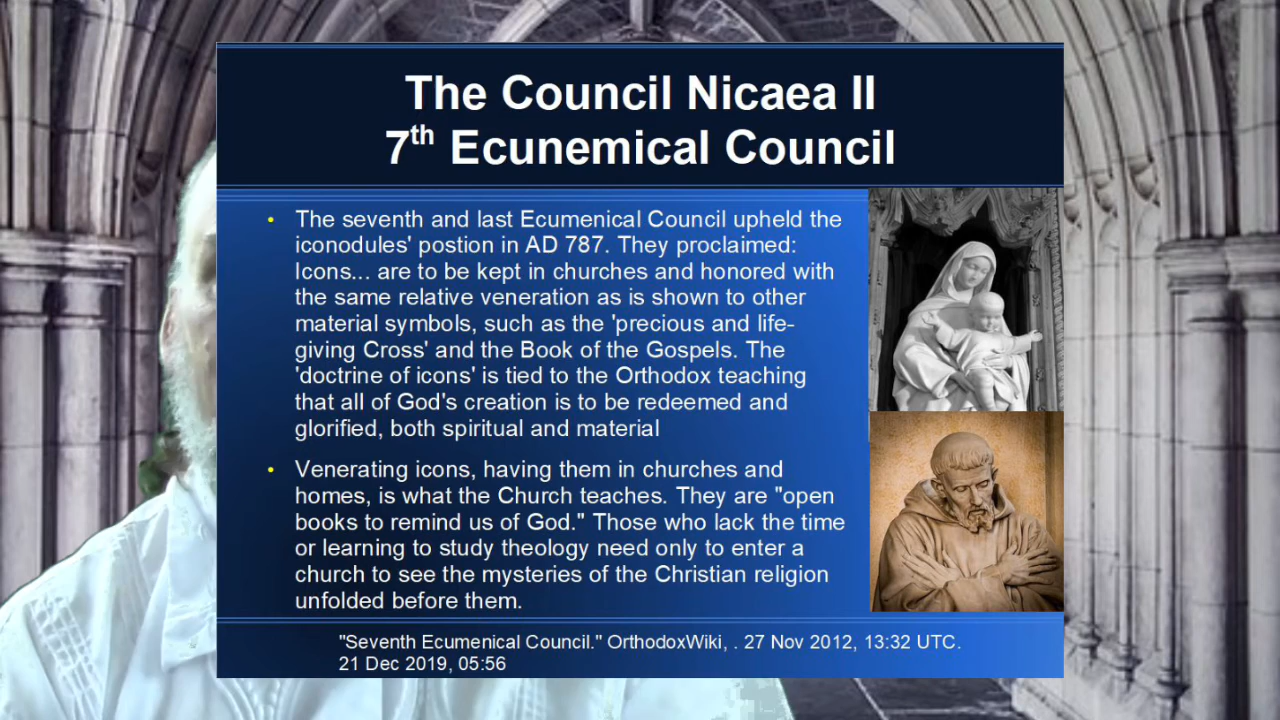 The Council Nicaea II
7th Ecunemical Council
• The seventh and last Ecumenical Council upheld the
iconodules' postion in AD 787. They proclaimed:
Icons... are to be kept in churches and honored with
the same relative veneration as is shown to other
material symbols, such as the 'precious and life-
giving Cross' and the Book of the Gospels. The
'doctrine of icons' is tied to the Orthodox teaching
that all of God's creation is to be redeemed and
glorified, both spiritual and material
• Venerating icons, having them in churches and
homes, is what the Church teaches. They are "open
books to remind us of God." Those who lack the time
or learning to study theology need only to enter a
church to see the mysteries of the Christian religion
unfolded before them.
"Seventh Ecumenical Council." OrthodoxWiki, . 27 Nov 2012, 13:32 UTC.
21 Dec 2019, 05:56